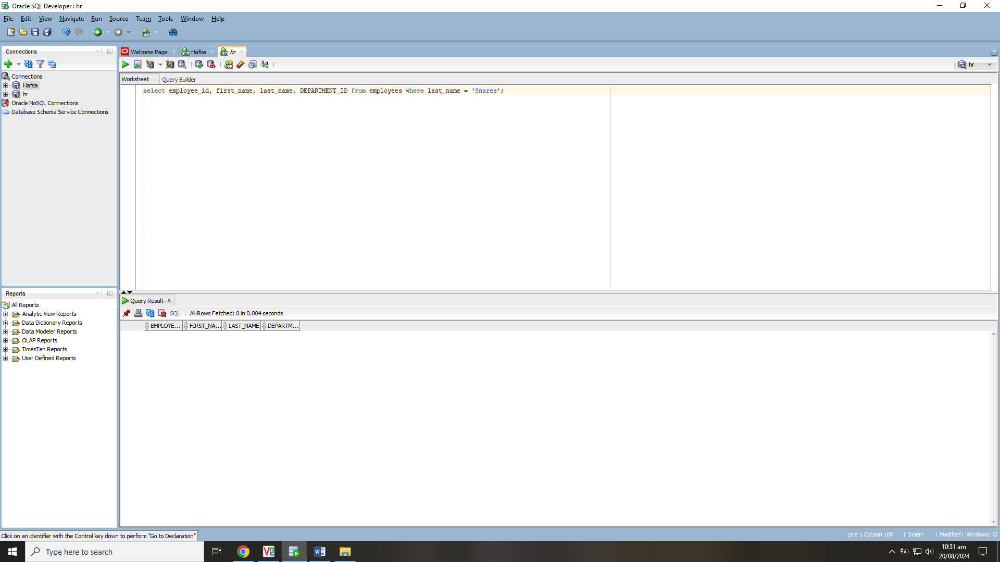 Oracle SQL Developer : hr
File Edit View Navigate Run Source Team Tools Window Help
Connections
Welcome Page
Hafsa
hr
hr
Worksheet
Query Builder
Connections
Hafsa
hr
Oracle NoSQL Connections
Database Schema Service Connections
select employee_id, first_name, last_name, DEPARTMENT_ID from employees where last_name = 'Snares';
Reports
All Reports
Analytic View Reports
Data Dictionary Reports
Data Modeler Reports
OLAP Reports
TimesTen Reports
User Defined Reports
Query Result
SQL | All Rows Fetched: 0 in 0.004 seconds
EMPLOYE... FIRST_NA... LAST_NAME DEPARTM...
Click on an identifier with the Control key down to perform "Go to Declaration"
Line 1 Column 100 | Insert | Modified | Windows: CF
Type here to search
10:31 am
20/08/2024